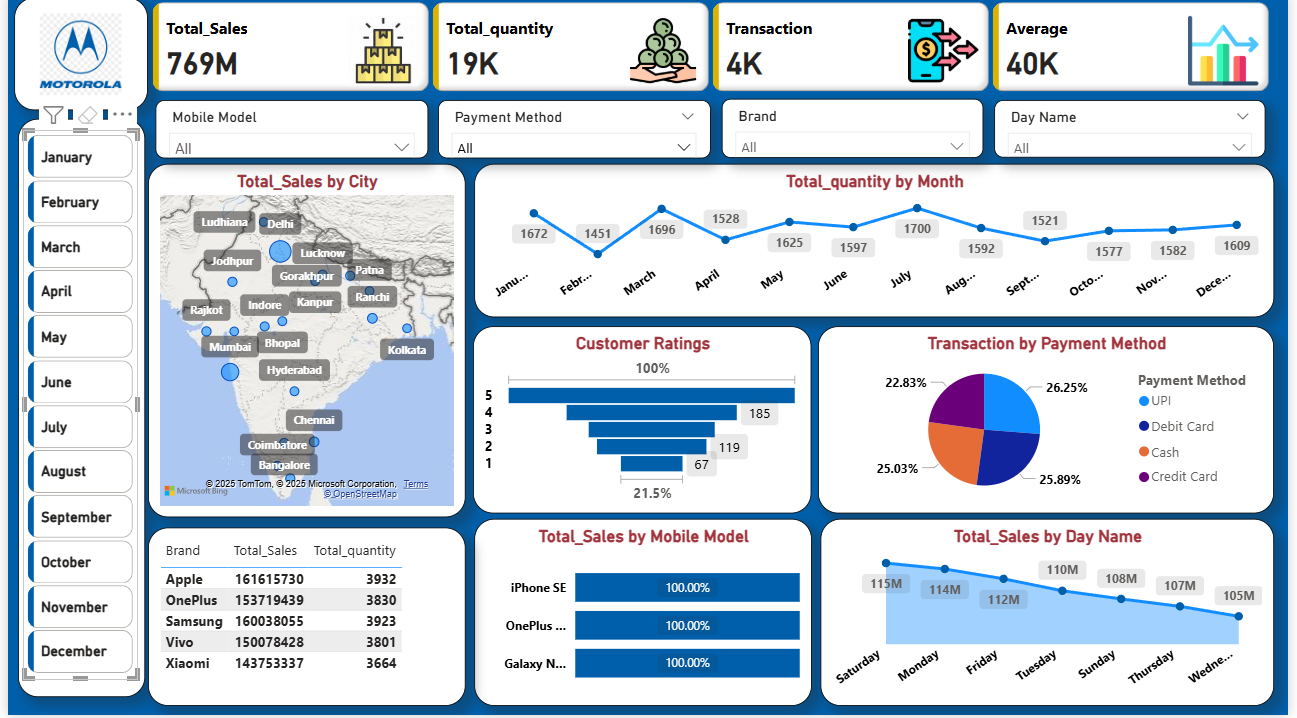 MOTOROLA
Total_Sales
769M
Total_quantity
19K
Transaction
4K
Average
40K
Mobile Model
All
Payment Method
All
Brand
All
Day Name
All
January
February
March
April
May
June
July
August
September
October
November
December
Total_Sales by City
Ludhiana
Delhi
Lucknow
Jodhpur
Gorakhpur
Patna
Rajkot
Indore
Kanpur
Ranchi
Mumbai
Bhopal
Kolkata
Hyderabad
Chennai
Coimbatore
Bangalore
© 2025 TomTom, © 2025 Microsoft Corporation, Terms
© OpenStreetMap
Microsoft Bing
Total_quantity by Month
1672
1451
1696
1528
1625
1597
1700
1592
1521
1577
1582
1609
Janu...
Febr...
March
April
May
June
July
Aug...
Sept...
Octo...
Nov...
Dece...
Customer Ratings
100%
5
4
185
3
2
119
1
67
21.5%
Transaction by Payment Method
22.83%
26.25%
25.03%
25.89%
Payment Method
UPI
Debit Card
Cash
Credit Card
Brand Total_Sales Total_quantity
Apple 161615730 3932
OnePlus 153719439 3830
Samsung 160038055 3923
Vivo 150078428 3801
Xiaomi 143753337 3664
Total_Sales by Mobile Model
iPhone SE 100.00%
OnePlus ... 100.00%
Galaxy N... 100.00%
Total_Sales by Day Name
115M
114M
112M
110M
108M
107M
105M
Saturday
Monday
Friday
Tuesday
Sunday
Thursday
Wedne...